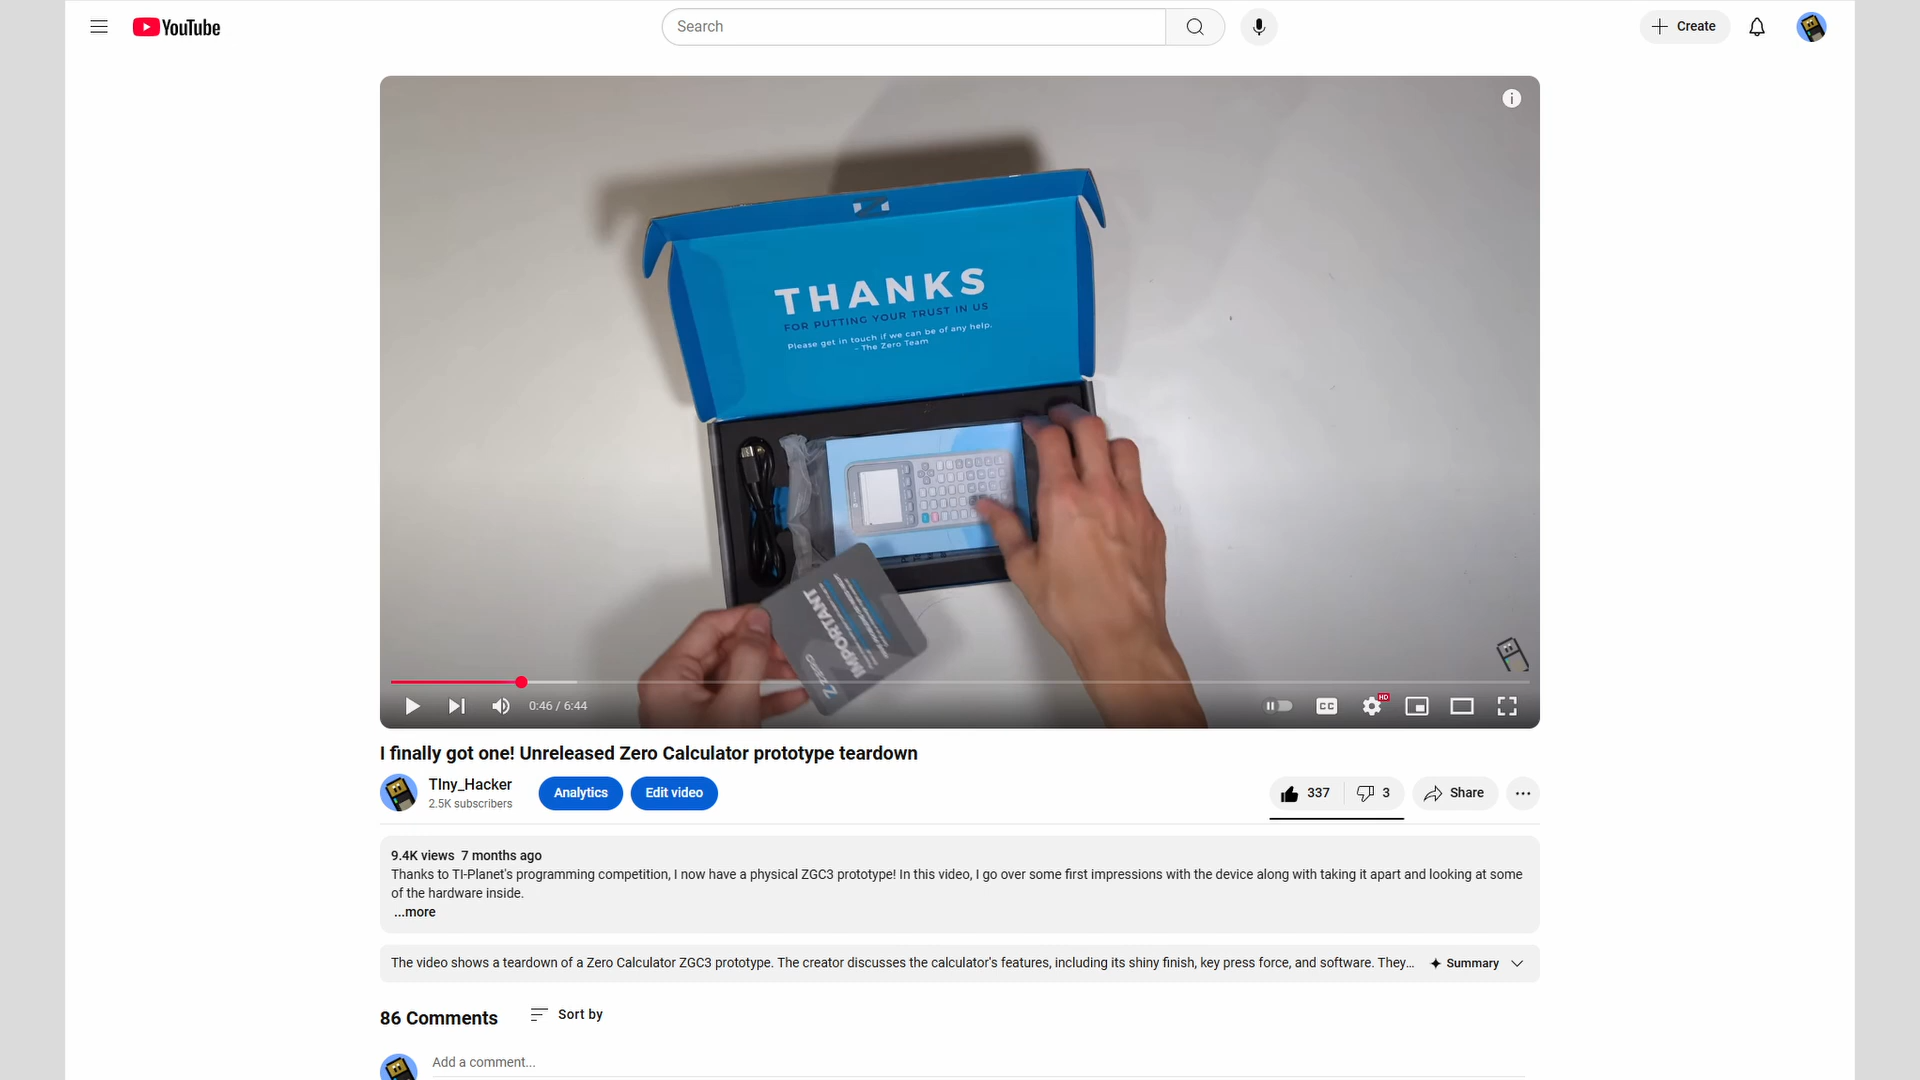 YouTube
Search
Create
THANKS
FOR PUTTING YOUR TRUST IN US
Please get in touch if we can be of any help.
- The Zero Team
IMPORTANT
0:46 / 6:44
CC
HD
I finally got one! Unreleased Zero Calculator prototype teardown
TIny_Hacker
2.5K subscribers
Analytics
Edit video
337
3
Share
9.4K views 7 months ago
Thanks to TI-Planet's programming competition, I now have a physical ZGC3 prototype! In this video, I go over some first impressions with the device along with taking it apart and looking at some
of the hardware inside.
...more
The video shows a teardown of a Zero Calculator ZGC3 prototype. The creator discusses the calculator's features, including its shiny finish, key press force, and software. They...
Summary
86 Comments
Sort by
Add a comment...